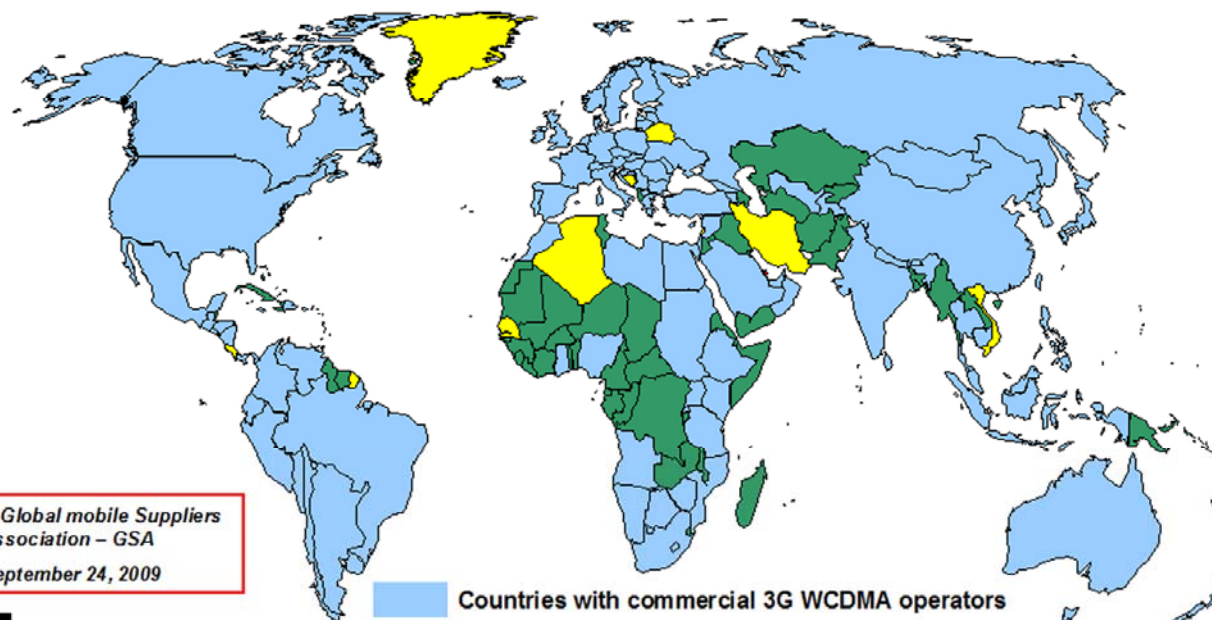 Global mobile Suppliers
ssociation – GSA
eptember 24, 2009
Countries with commercial 3G WCDMA operators